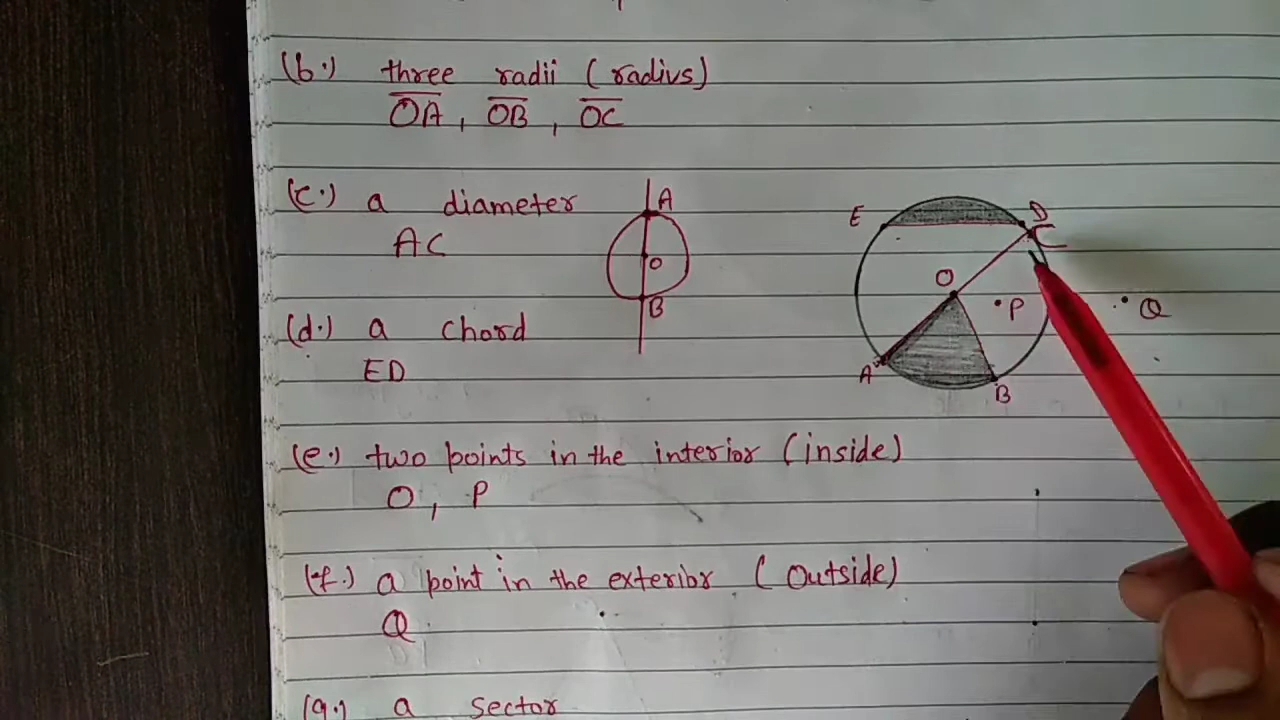 (b.) three radii (radius)
OA, OB, OC
(c.) a diameter
AC
A
O
B
E
D
C
O
P
Q
A
B
(d.) a chord
ED
(e.) two points in the interior (inside)
O, P
(f.) a point in the exterior (Outside)
Q
(g.) a sector